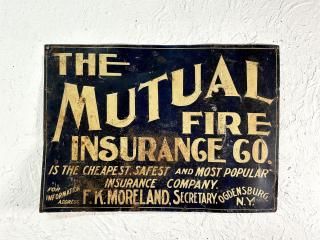 THE
MUTUAL
FIRE
INSURANCE CO.
IS THE CHEAPEST, SAFEST AND MOST POPULAR
INSURANCE COMPANY.
FOR INFORMATION ADDRESS
F. K. MORELAND, SECRETARY,
OGDENSBURG, N.Y.